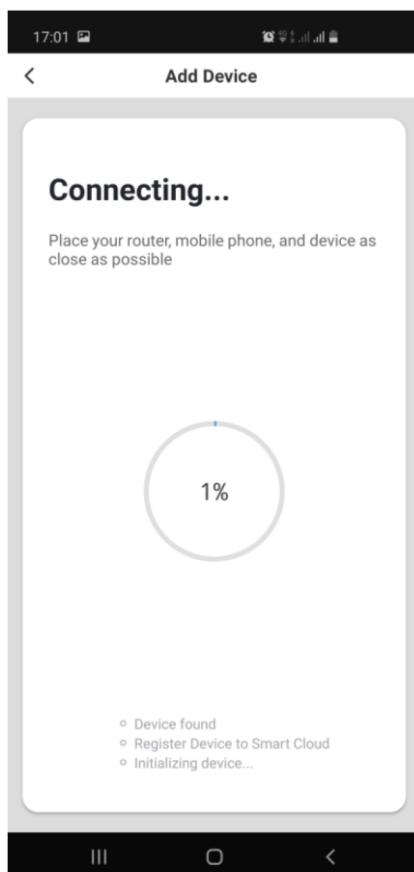 17:01
Add Device
Connecting...
Place your router, mobile phone, and device as
close as possible
1%
Device found
Register Device to Smart Cloud
Initializing device...